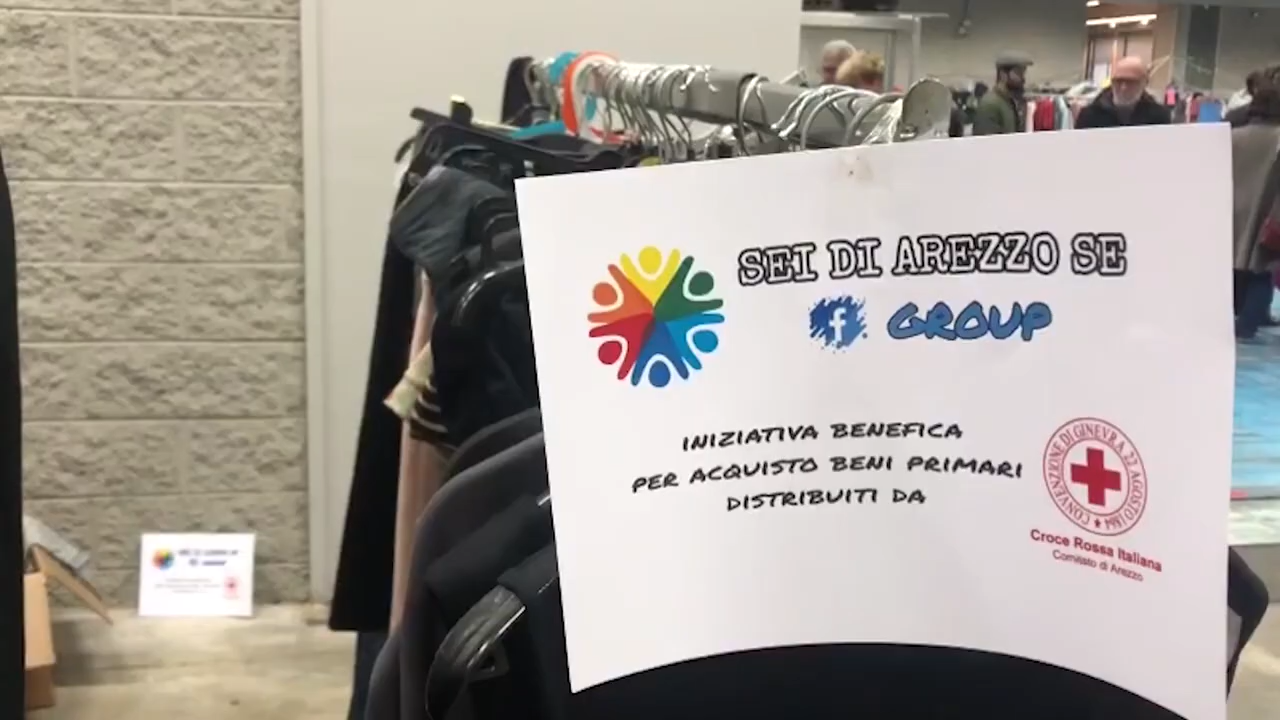 SEI DI AREZZO SE
f GROUP
INIZIATIVA BENEFICA
PER ACQUISTO BENI PRIMARI
DISTRIBUITI DA
CONVENZIONE DI GINEVRA 22 AGOSTO 1864
Croce Rossa Italiana
Comitato di Arezzo